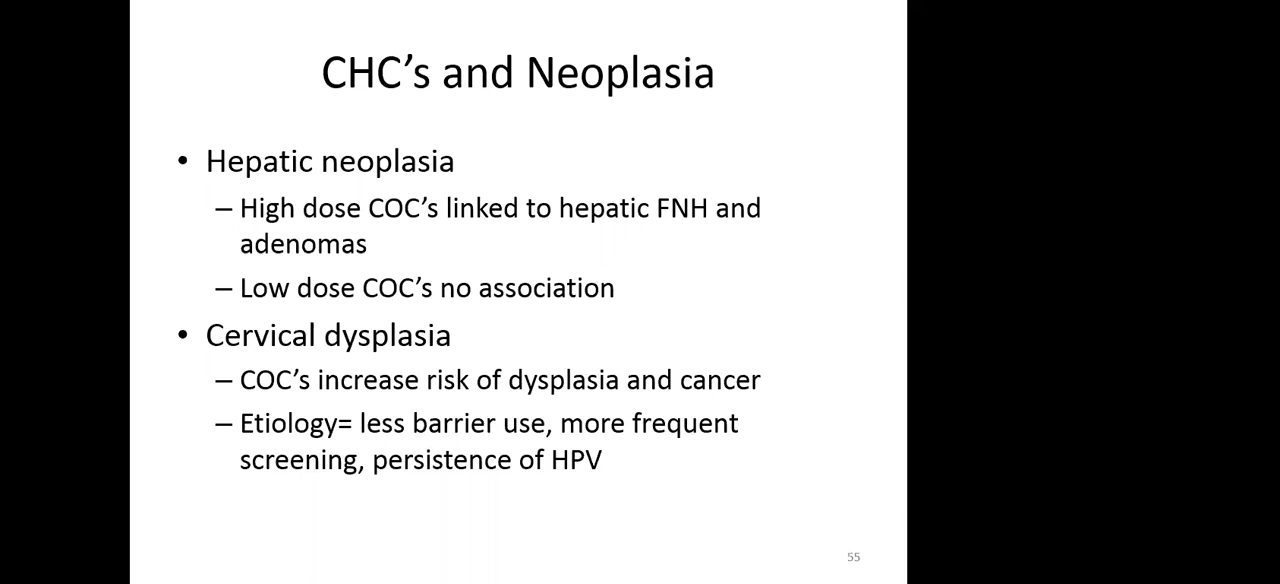 CHC’s and Neoplasia
• Hepatic neoplasia
– High dose COC’s linked to hepatic FNH and
adenomas
– Low dose COC’s no association
• Cervical dysplasia
– COC’s increase risk of dysplasia and cancer
– Etiology= less barrier use, more frequent
screening, persistence of HPV
55